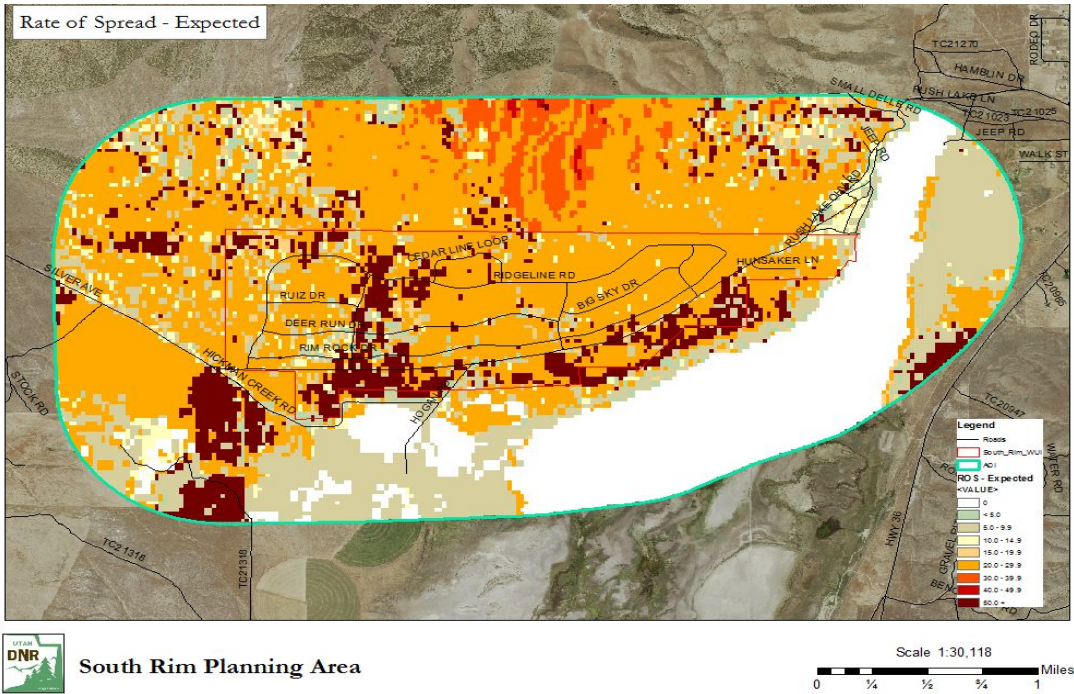 Rate of Spread - Expected
RODEO DR
TC21270
HAMBLIN DR
SMALL DELLE RD
RUSH LAKE LN
TC21023
TC21025
JEEP RD
JEEP RD
WALK ST
RUSH LAKE OHV RD
CEDAR LINE LOOP
HUNSAKER LN
RIDGELINE RD
SILVER AVE
TC20965
RUIZ DR
BIG SKY DR
DEER RUN DR
RIM ROCK DR
HICKMAN CREEK RD
STOCK RD
TC20947
HWY 36
TC21318
TC21318
Legend
Roads
South_Rim_WUI
AOI
ROS - Expected
<VALUE>
0
< 5.0
5.0 - 9.9
10.0 - 14.9
15.0 - 19.9
20.0 - 29.9
30.0 - 39.9
40.0 - 49.9
50.0 +
UTAH
DNR
South Rim Planning Area
Scale 1:30,118
Miles
0 ¼ ½ ¾ 1